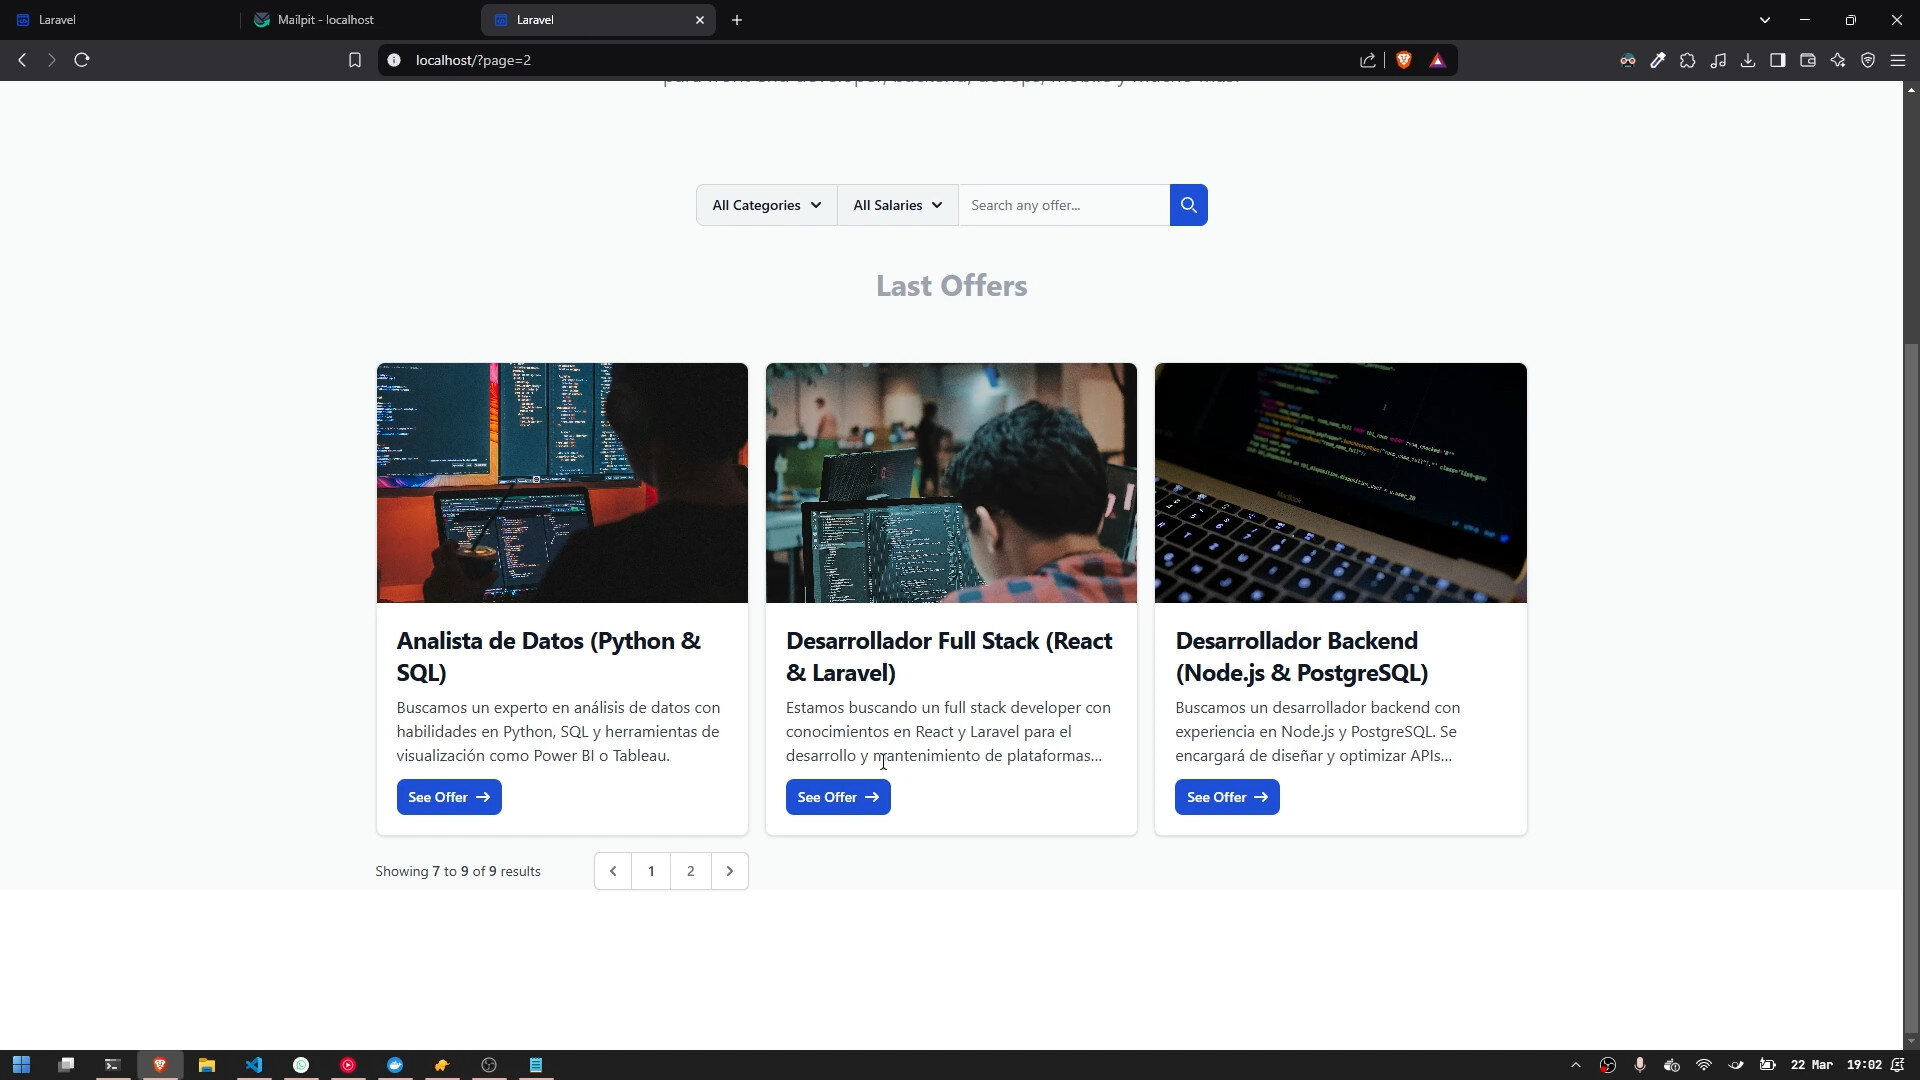 Laravel
Mailpit - localhost
Laravel
localhost/?page=2
All Categories
All Salaries
Search any offer...
Last Offers
Analista de Datos (Python &
SQL)
Buscamos un experto en análisis de datos con
habilidades en Python, SQL y herramientas de
visualización como Power BI o Tableau.
See Offer
Desarrollador Full Stack (React
& Laravel)
Estamos buscando un full stack developer con
conocimientos en React y Laravel para el
desarrollo y mantenimiento de plataformas...
See Offer
Desarrollador Backend
(Node.js & PostgreSQL)
Buscamos un desarrollador backend con
experiencia en Node.js y PostgreSQL. Se
encargará de diseñar y optimizar APIs...
See Offer
Showing 7 to 9 of 9 results
1
2
22 Mar 19:02